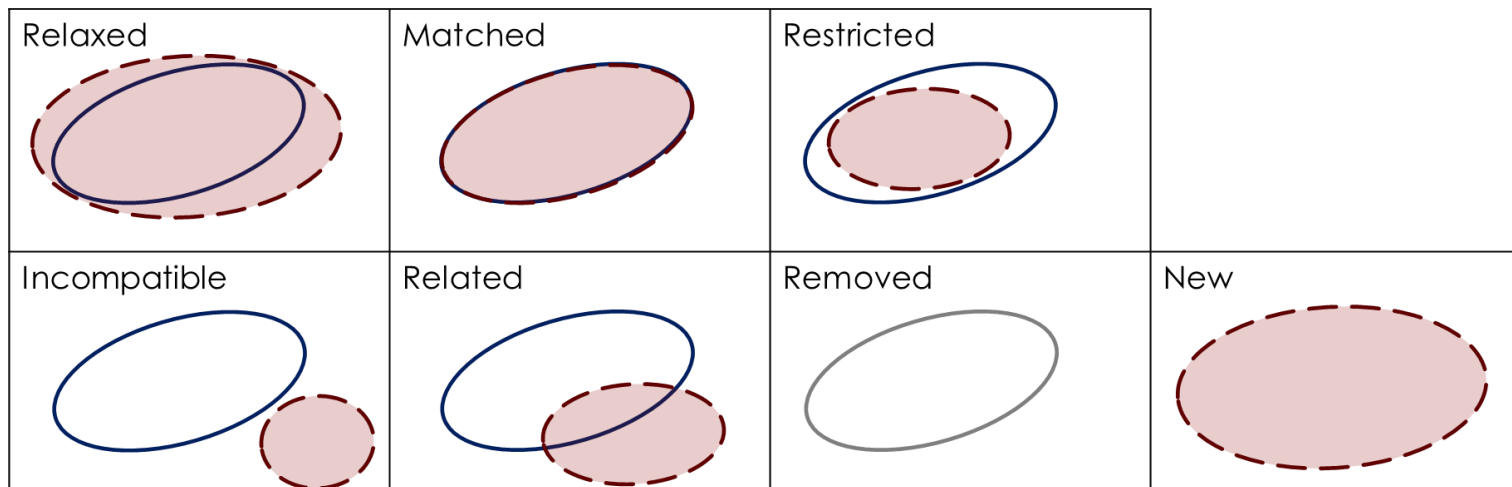 Relaxed
Matched
Restricted
Incompatible
Related
Removed
New